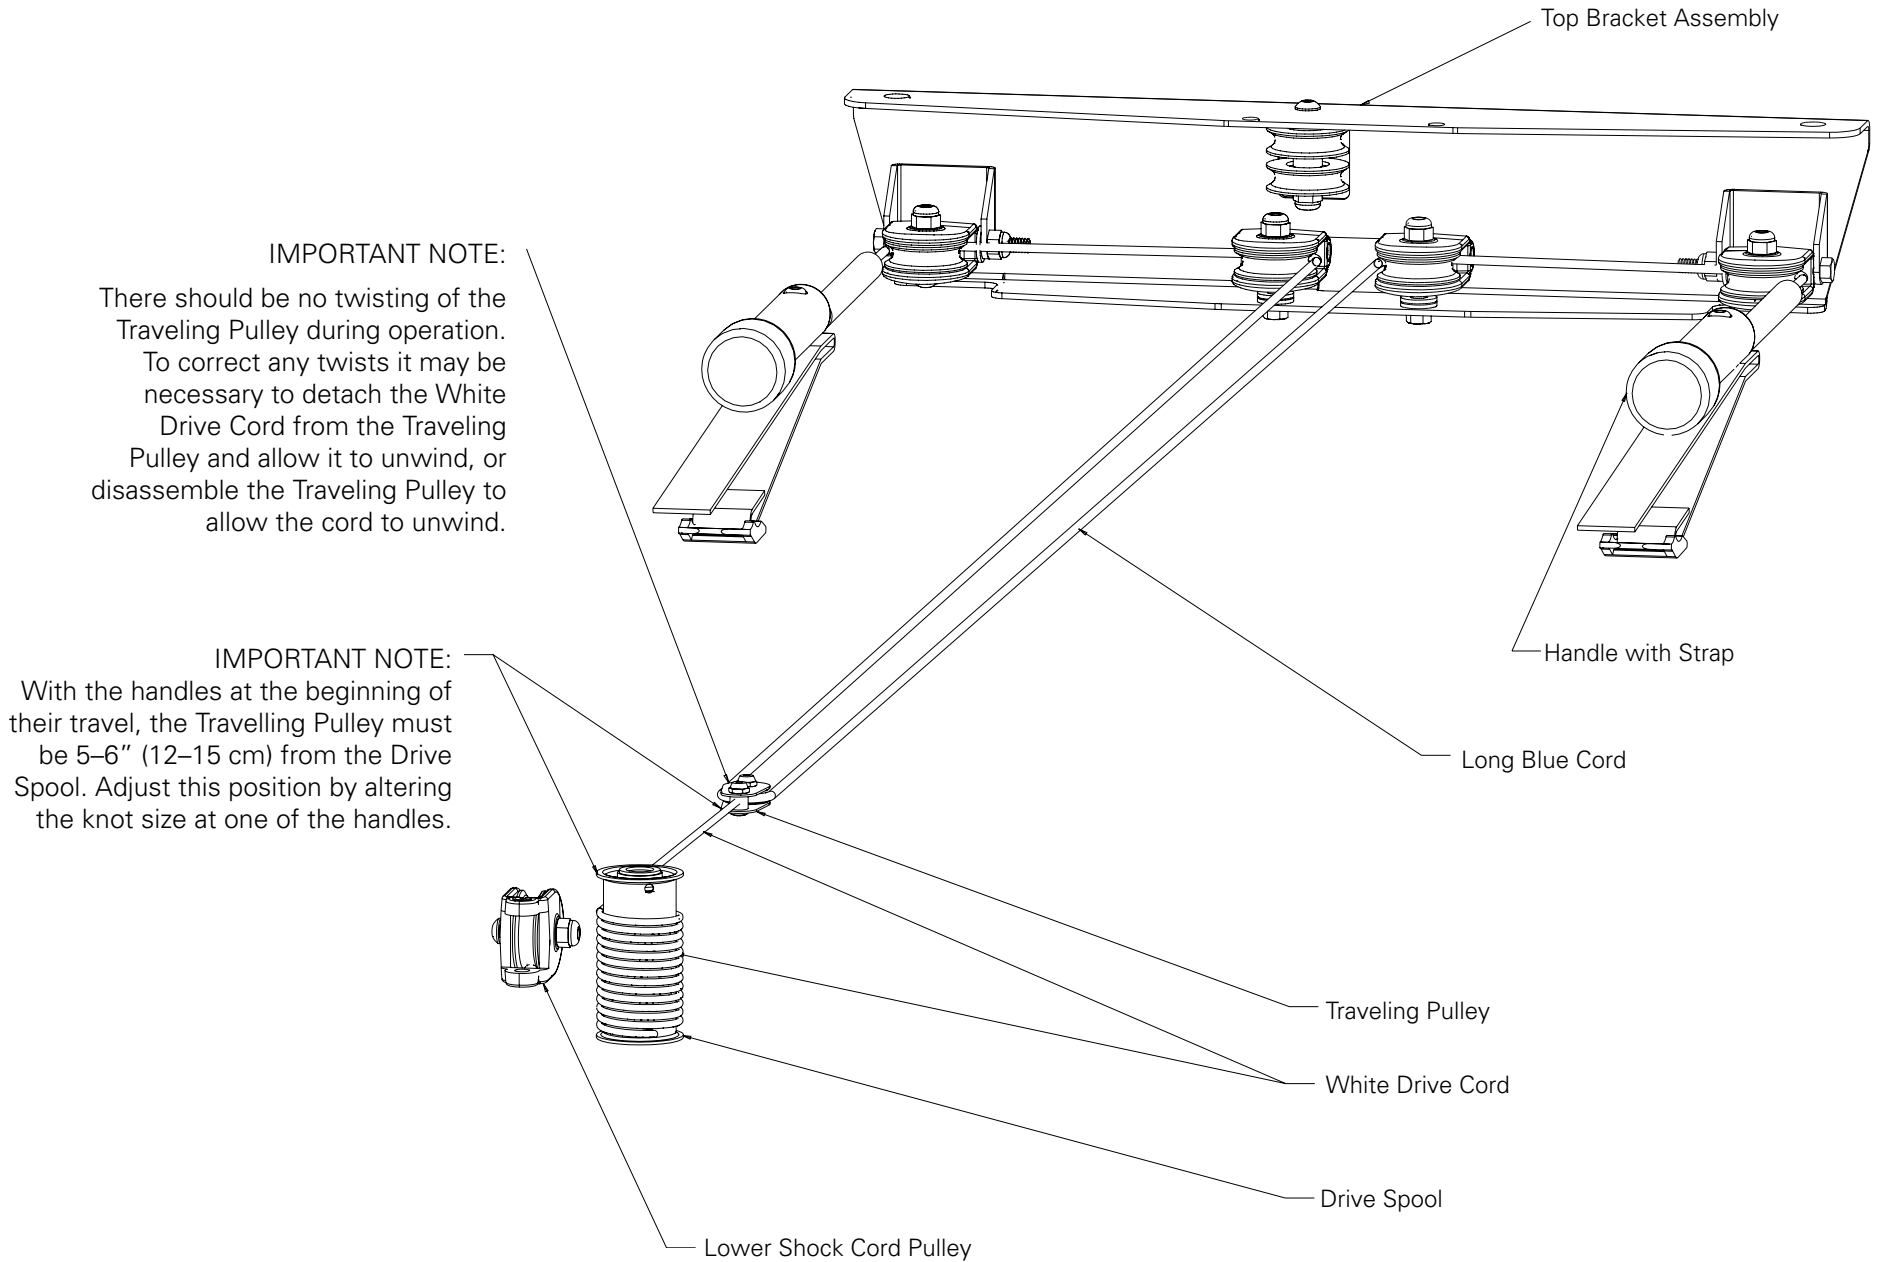 Top Bracket Assembly
IMPORTANT NOTE:
There should be no twisting of the
Traveling Pulley during operation.
To correct any twists it may be
necessary to detach the White
Drive Cord from the Traveling
Pulley and allow it to unwind, or
disassemble the Traveling Pulley to
allow the cord to unwind.
IMPORTANT NOTE:
With the handles at the beginning of
their travel, the Travelling Pulley must
be 5–6” (12–15 cm) from the Drive
Spool. Adjust this position by altering
the knot size at one of the handles.
Handle with Strap
Long Blue Cord
Traveling Pulley
White Drive Cord
Drive Spool
Lower Shock Cord Pulley